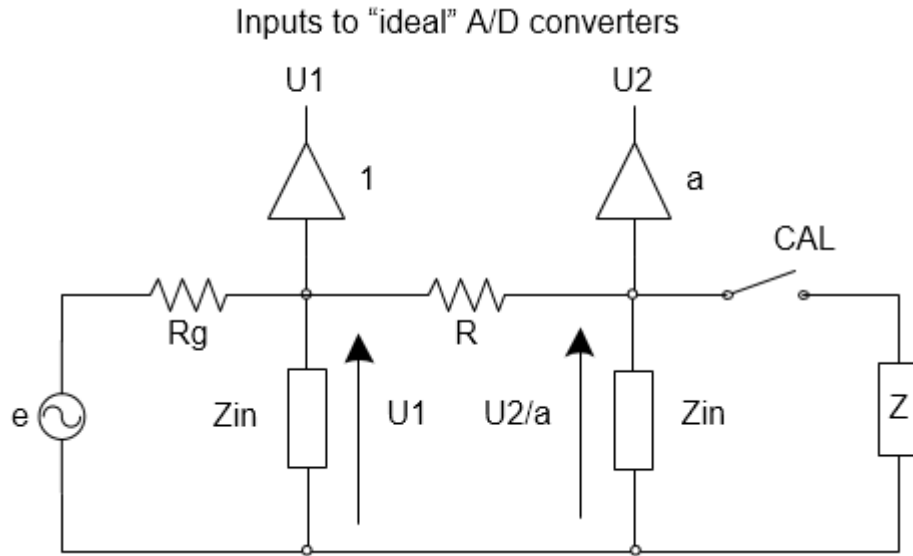 Inputs to “ideal” A/D converters
U1
U2
1
a
CAL
Rg
R
e
Zin
U1
U2/a
Zin
Z